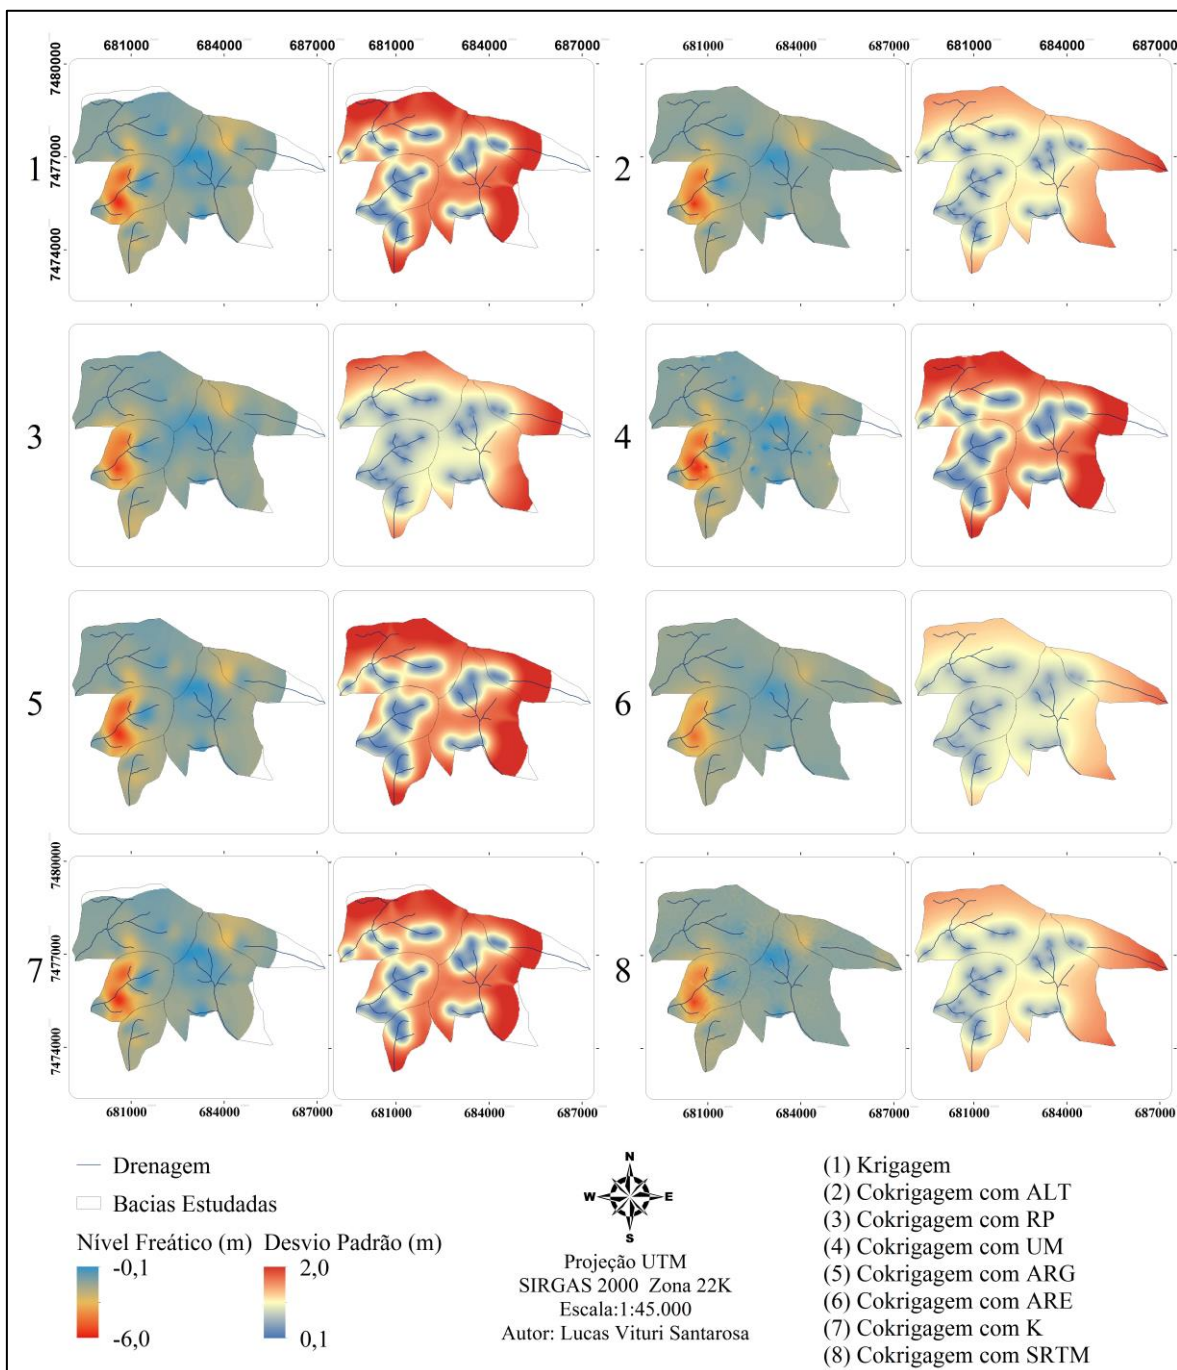 681000 684000 687000 681000 684000 687000 681000 684000 687000 681000 684000 687000
7480000
7477000
7474000
1
2
3
4
5
6
7480000
7477000
7474000
7
8
681000 684000 687000 681000 684000 687000 681000 684000 687000 681000 684000 687000
Drenagem
Bacias Estudadas
Nível Freático (m)
-0,1
-6,0
Desvio Padrão (m)
2,0
0,1
N
W E
S
Projeção UTM
SIRGAS 2000 Zona 22K
Escala:1:45.000
Autor: Lucas Vituri Santarosa
(1) Krigagem
(2) Cokrigagem com ALT
(3) Cokrigagem com RP
(4) Cokrigagem com UM
(5) Cokrigagem com ARG
(6) Cokrigagem com ARE
(7) Cokrigagem com K
(8) Cokrigagem com SRTM